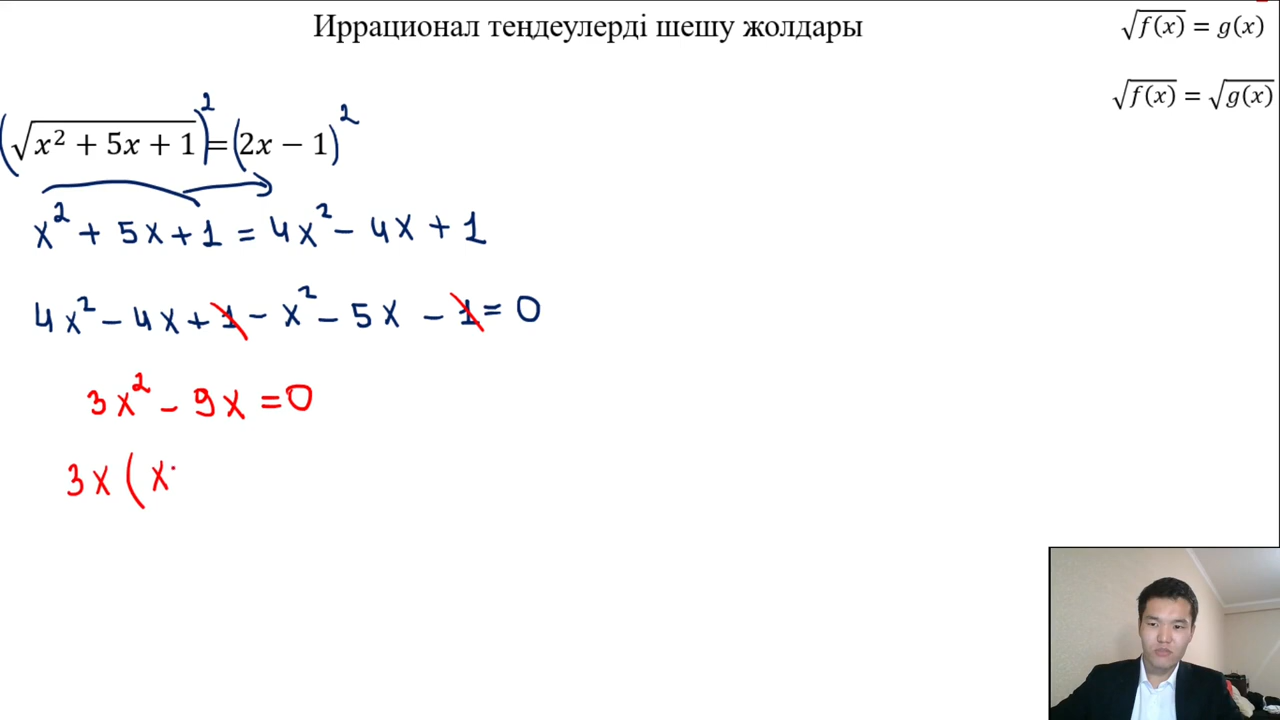 Иррационал теңдеулерді шешу жолдары
√f(x) = g(x)
√f(x) = √g(x)
(√x² + 5x + 1)² = (2x − 1)²
x² + 5x + 1 = 4x² − 4x + 1
4x² − 4x + 1 − x² − 5x − 1 = 0
3x² − 9x = 0
3x (x